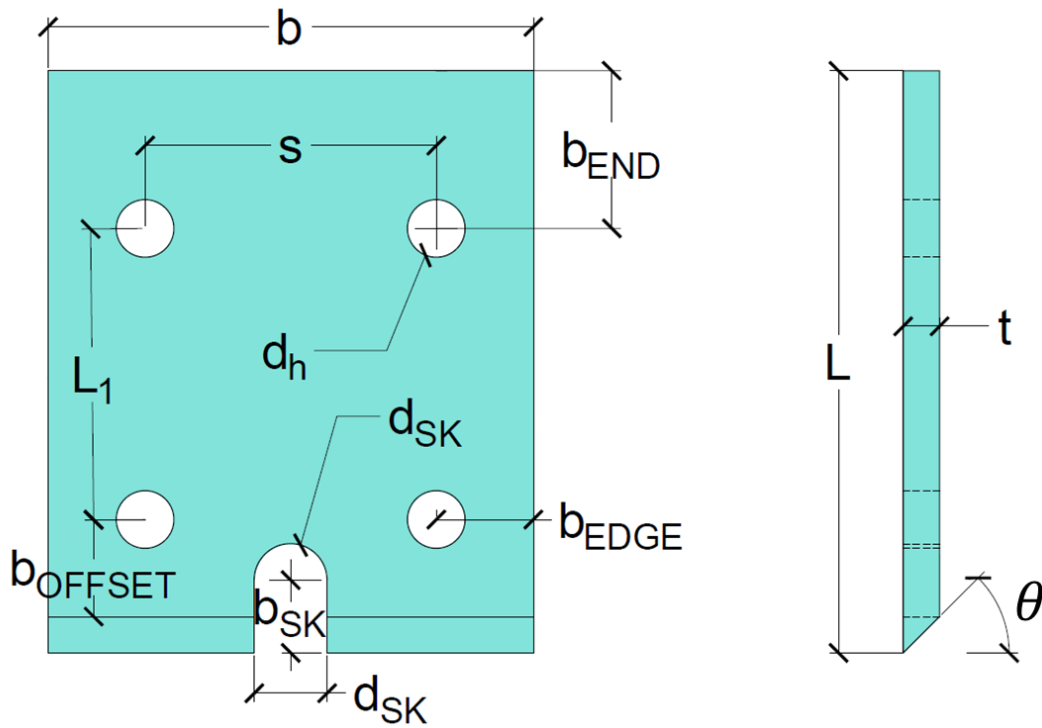 b
s
b_END
L_1
d_h
t
L
d_SK
b_EDGE
b_OFFSET
b_SK
θ
d_SK